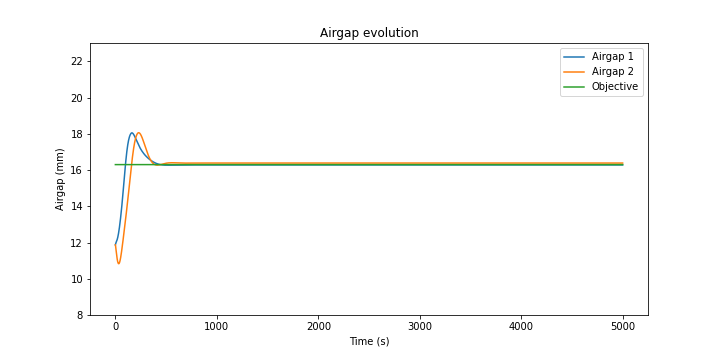 Airgap evolution
Airgap 1
Airgap 2
Objective
Airgap (mm)
22
20
18
16
14
12
10
8
0
1000
2000
3000
4000
5000
Time (s)